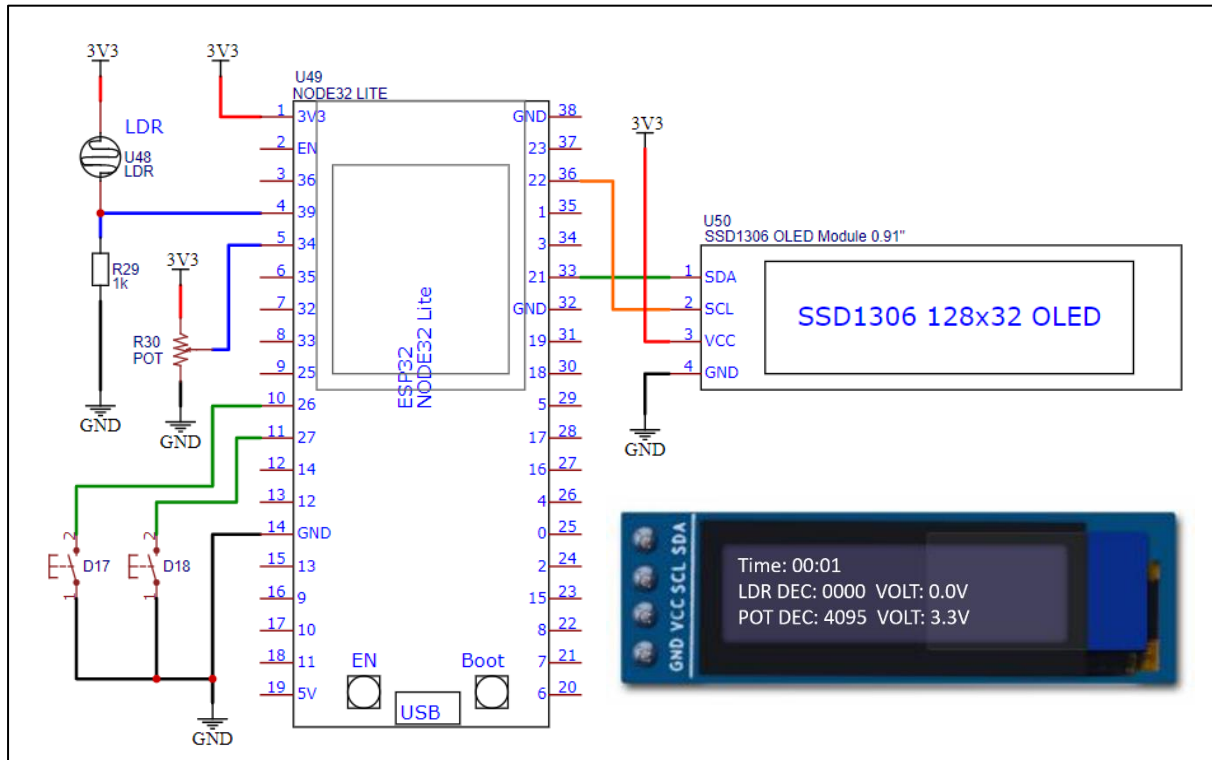 3V3
3V3
LDR
U48
LDR
R29
1k
3V3
R30
POT
GND
GND
D17
2
1
D18
2
1
GND
U49
NODE32 LITE
1 3V3
2 EN
3 36
4 39
5 34
6 35
7 32
8 33
9 25
10 26
11 27
12 14
13 12
14 GND
15 13
16 9
17 10
18 11
19 5V
GND 38
23 37
22 36
1 35
3 34
21 33
GND 32
19 31
18 30
5 29
17 28
16 27
4 26
0 25
2 24
15 23
8 22
7 21
6 20
ESP32
NODE32 Lite
EN
Boot
USB
3V3
GND
U50
SSD1306 OLED Module 0.91"
1 SDA
2 SCL
3 VCC
4 GND
SSD1306 128x32 OLED
GND VCC SCL SDA
Time: 00:01
LDR DEC: 0000 VOLT: 0.0V
POT DEC: 4095 VOLT: 3.3V